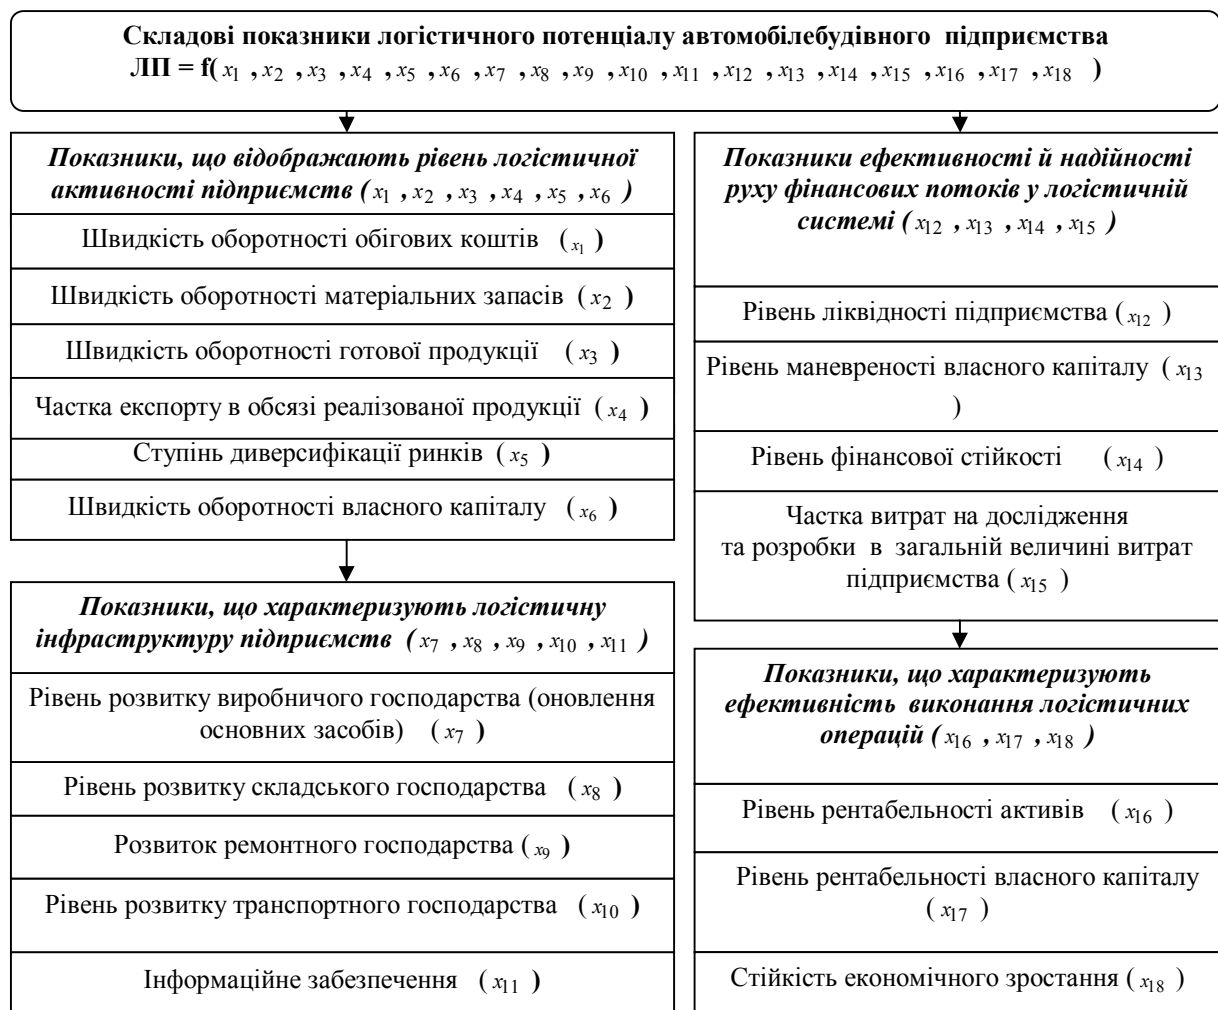 Складові показники логістичного потенціалу автомобілебудівного підприємства
ЛП = f( x1 , x2 , x3 , x4 , x5 , x6 , x7 , x8 , x9 , x10 , x11 , x12 , x13 , x14 , x15 , x16 , x17 , x18 )
Показники, що відображають рівень логістичної
активності підприємств ( x1 , x2 , x3 , x4 , x5 , x6 )
Швидкість оборотності обігових коштів ( x1 )
Швидкість оборотності матеріальних запасів ( x2 )
Швидкість оборотності готової продукції ( x3 )
Частка експорту в обсязі реалізованої продукції ( x4 )
Ступінь диверсифікації ринків ( x5 )
Швидкість оборотності власного капіталу ( x6 )
Показники, що характеризують логістичну
інфраструктуру підприємств ( x7 , x8 , x9 , x10 , x11 )
Рівень розвитку виробничого господарства (оновлення
основних засобів) ( x7 )
Рівень розвитку складського господарства ( x8 )
Розвиток ремонтного господарства ( x9 )
Рівень розвитку транспортного господарства ( x10 )
Інформаційне забезпечення ( x11 )
Показники ефективності й надійності
руху фінансових потоків у логістичній
системі ( x12 , x13 , x14 , x15 )
Рівень ліквідності підприємства ( x12 )
Рівень маневреності власного капіталу ( x13
)
Рівень фінансової стійкості ( x14 )
Частка витрат на дослідження
та розробки в загальній величині витрат
підприємства ( x15 )
Показники, що характеризують
ефективність виконання логістичних
операцій ( x16 , x17 , x18 )
Рівень рентабельності активів ( x16 )
Рівень рентабельності власного капіталу
( x17 )
Стійкість економічного зростання ( x18 )